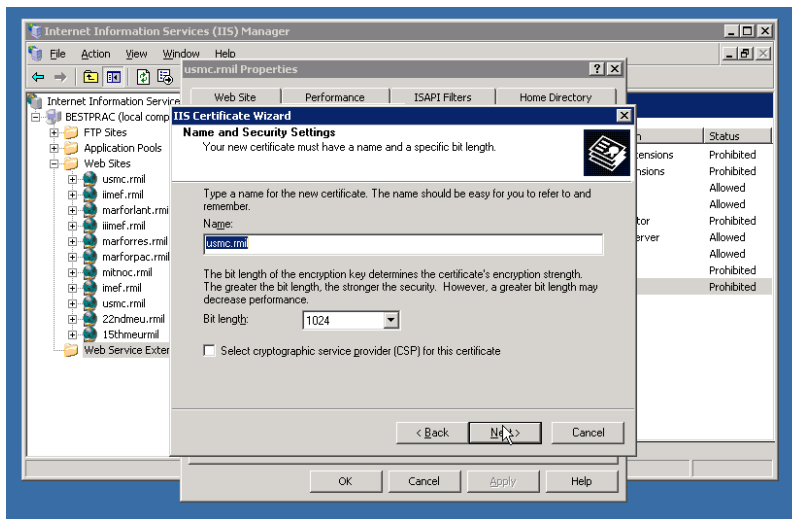 Internet Information Services (IIS) Manager
File Action View Window Help
usmc.rmil Properties
Web Site Performance ISAPI Filters Home Directory
Internet Information Service
BESTPRAC (local comp
FTP Sites
Application Pools
Web Sites
usmc.rmil
iimef.rmil
marforlant.rmi
iiimef.rmil
marforres.rmil
marforpac.rmil
mitnoc.rmil
imef.rmil
usmc.rmil
22ndmeu.rmil
15thmeurmil
Web Service Exter
IIS Certificate Wizard
Name and Security Settings
Your new certificate must have a name and a specific bit length.
Type a name for the new certificate. The name should be easy for you to refer to and
remember.
Name:
usmc.rmil
The bit length of the encryption key determines the certificate's encryption strength.
The greater the bit length, the stronger the security. However, a greater bit length may
decrease performance.
Bit length: 1024
Select cryptographic service provider (CSP) for this certificate
< Back Next > Cancel
OK Cancel Apply Help
n Status
tensions Prohibited
nsions Prohibited
Allowed
Allowed
tor Prohibited
erver Allowed
Allowed
Prohibited
Prohibited